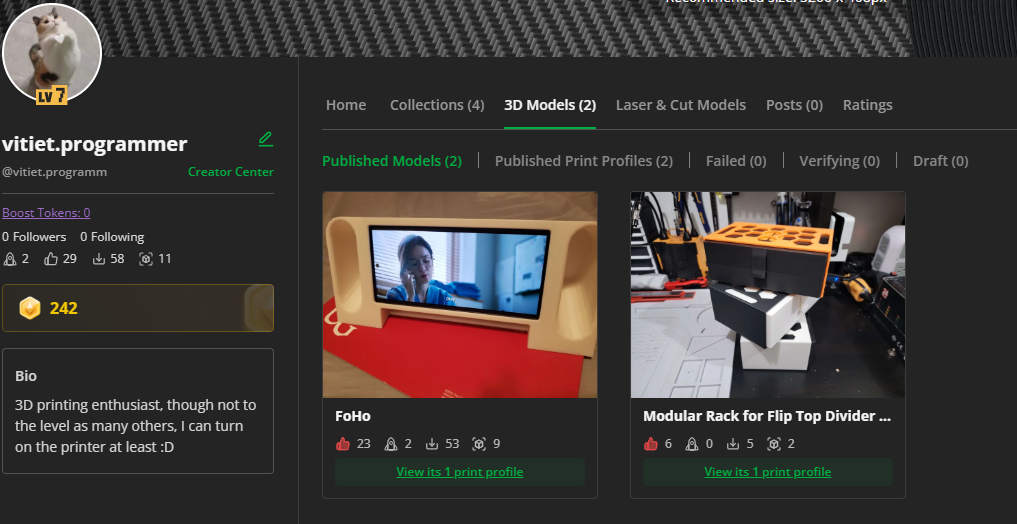 Recommended size: 3200 x 468px
LV 7
vitiet.programmer
@vitiet.programm
Creator Center
Boost Tokens: 0
0 Followers 0 Following
2 29 58 11
242
Bio
3D printing enthusiast, though not to
the level as many others, I can turn
on the printer at least :D
Home Collections (4) 3D Models (2) Laser & Cut Models Posts (0) Ratings
Published Models (2) Published Print Profiles (2) Failed (0) Verifying (0) Draft (0)
FoHo
23 2 53 9
View its 1 print profile
Modular Rack for Flip Top Divider ...
6 0 5 2
View its 1 print profile